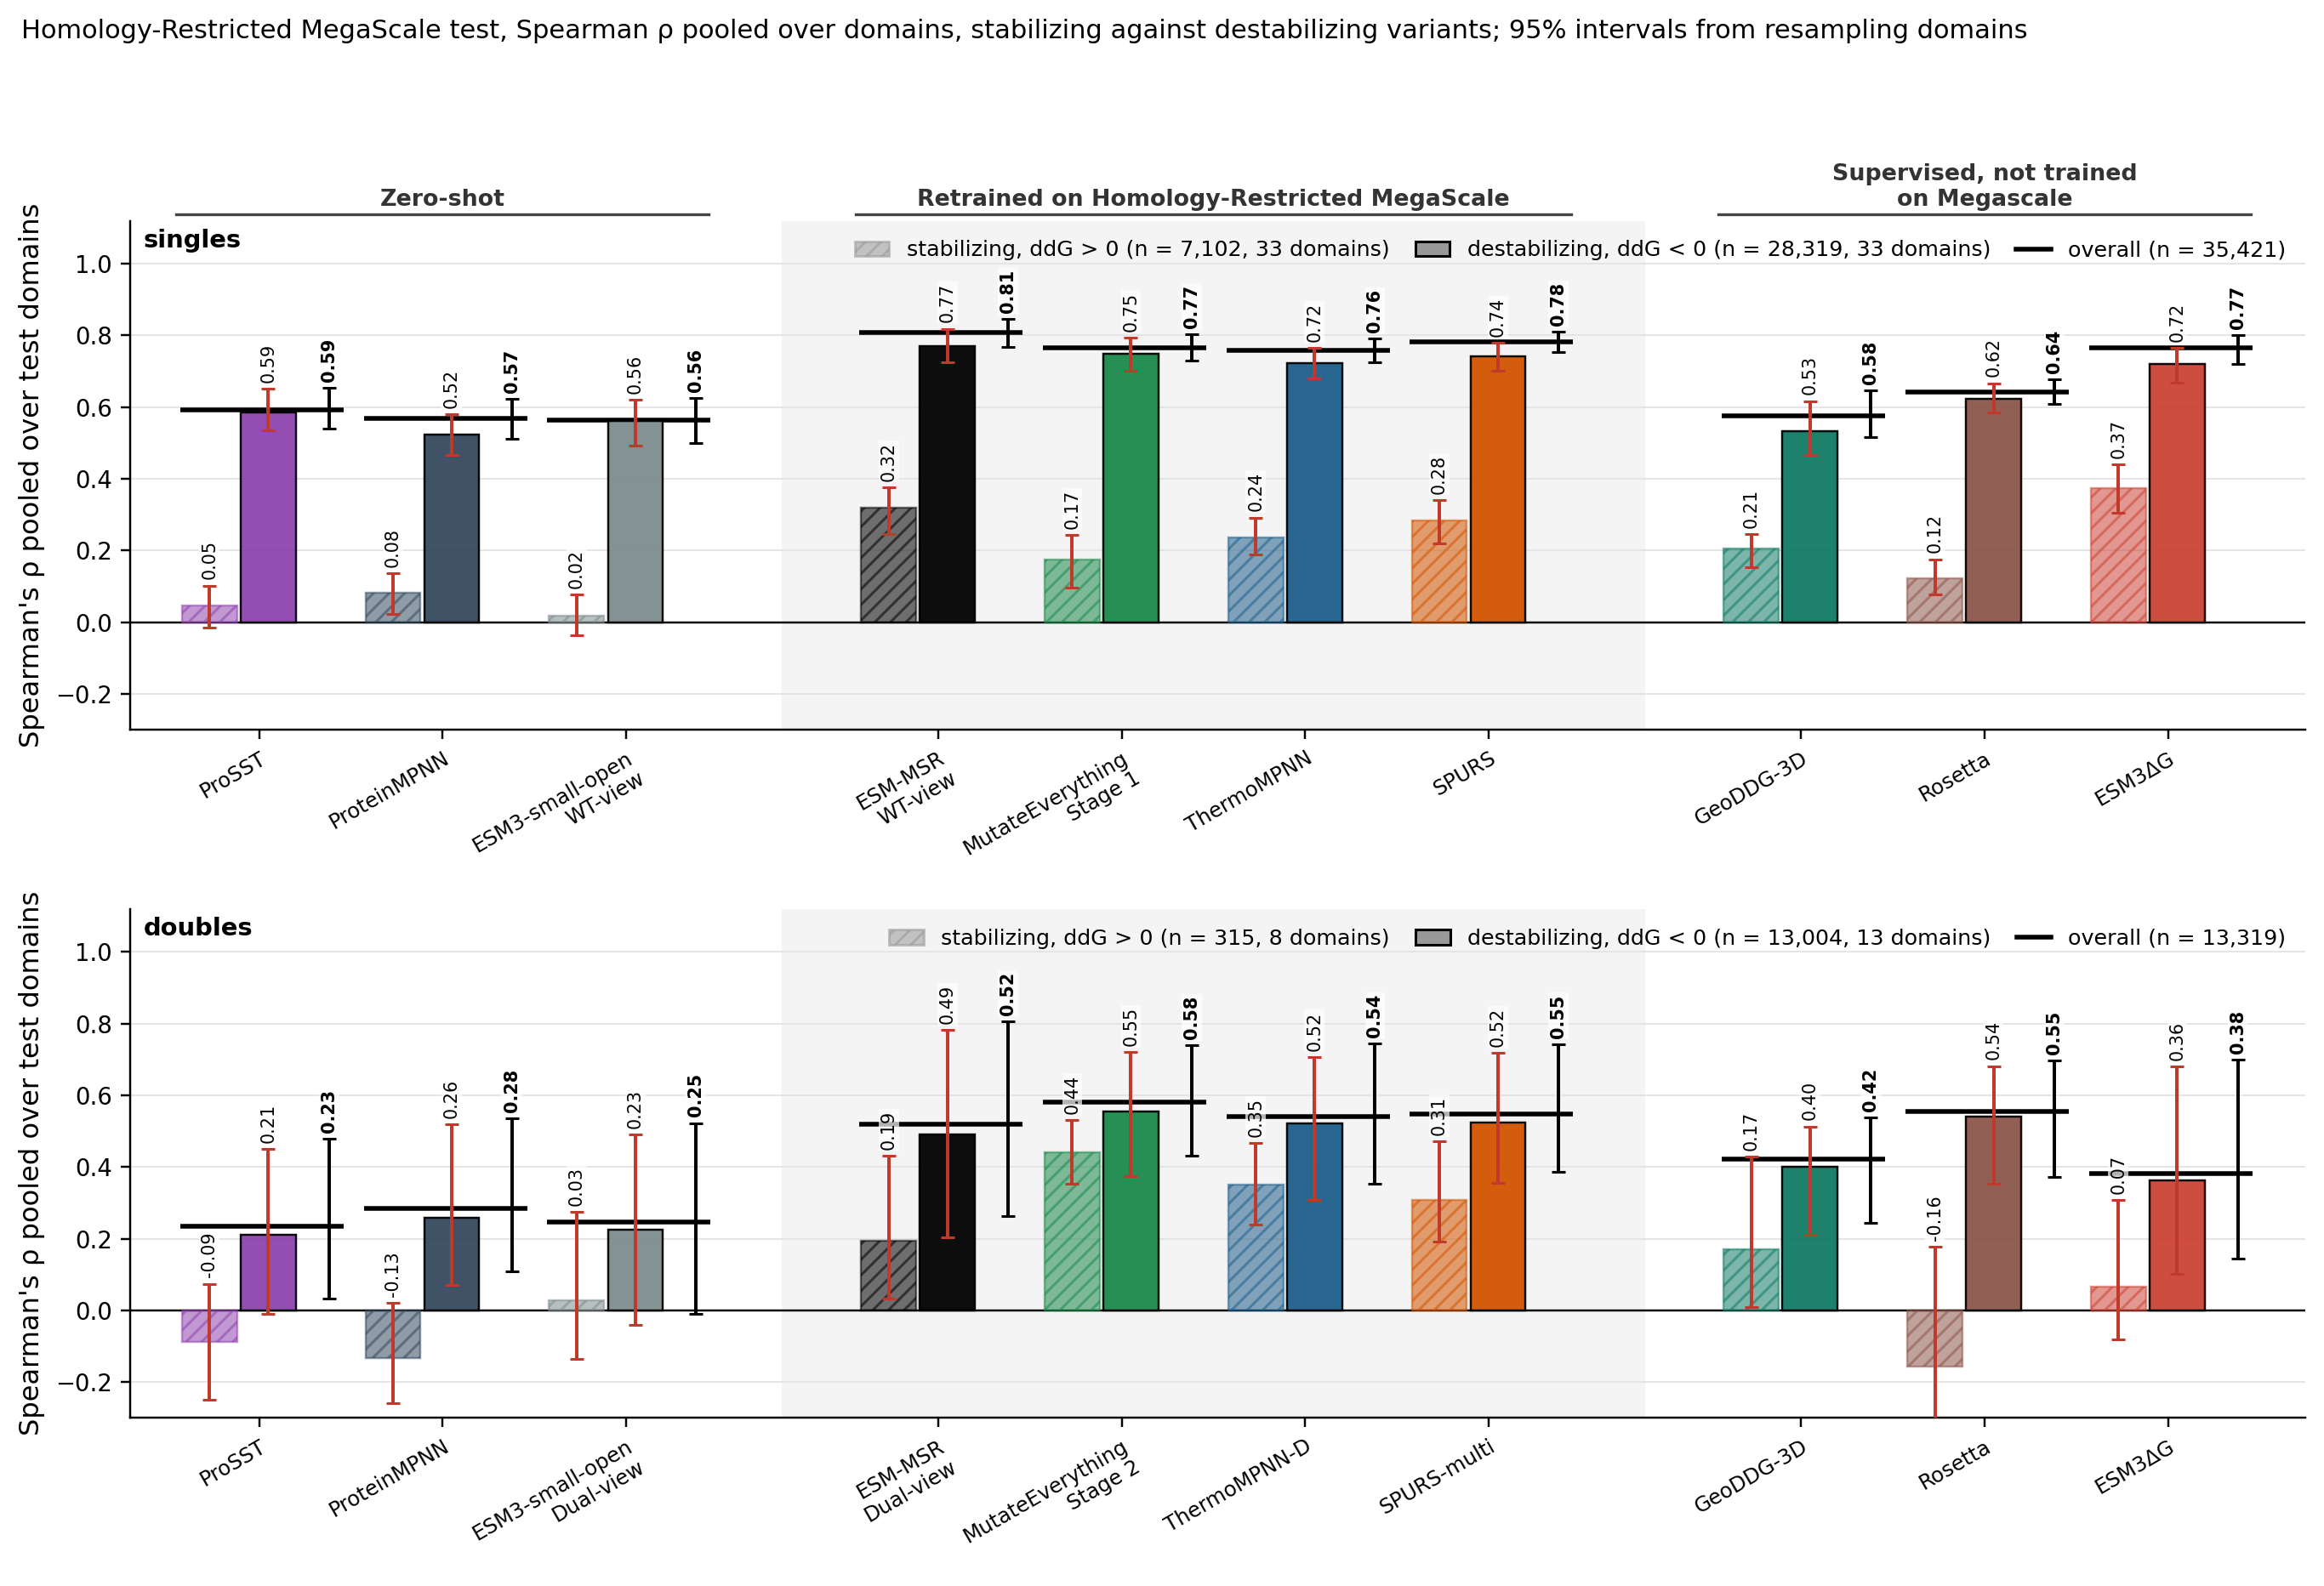 Homology-Restricted MegaScale test, Spearman ρ pooled over domains, stabilizing against destabilizing variants; 95% intervals from resampling domains
Zero-shot
Retrained on Homology-Restricted MegaScale
Supervised, not trained
on Megascale
singles
stabilizing, ddG > 0 (n = 7,102, 33 domains)
destabilizing, ddG < 0 (n = 28,319, 33 domains)
overall (n = 35,421)
Spearman's ρ pooled over test domains
1.0
0.8
0.6
0.4
0.2
0.0
−0.2
0.05
0.59
0.59
0.08
0.52
0.57
0.02
0.56
0.56
0.32
0.77
0.81
0.17
0.75
0.77
0.24
0.72
0.76
0.28
0.74
0.78
0.21
0.53
0.58
0.12
0.62
0.64
0.37
0.72
0.77
ProSST
ProteinMPNN
ESM3-small-open
WT-view
ESM-MSR
WT-view
MutateEverything
Stage 1
ThermoMPNN
SPURS
GeoDDG-3D
Rosetta
ESM3ΔG
doubles
stabilizing, ddG > 0 (n = 315, 8 domains)
destabilizing, ddG < 0 (n = 13,004, 13 domains)
overall (n = 13,319)
Spearman's ρ pooled over test domains
1.0
0.8
0.6
0.4
0.2
0.0
−0.2
-0.09
0.21
0.23
-0.13
0.26
0.28
0.03
0.23
0.25
0.19
0.49
0.52
0.44
0.55
0.58
0.35
0.52
0.54
0.31
0.52
0.55
0.17
0.40
0.42
-0.16
0.54
0.55
0.07
0.36
0.38
ProSST
ProteinMPNN
ESM3-small-open
Dual-view
ESM-MSR
Dual-view
MutateEverything
Stage 2
ThermoMPNN-D
SPURS-multi
GeoDDG-3D
Rosetta
ESM3ΔG